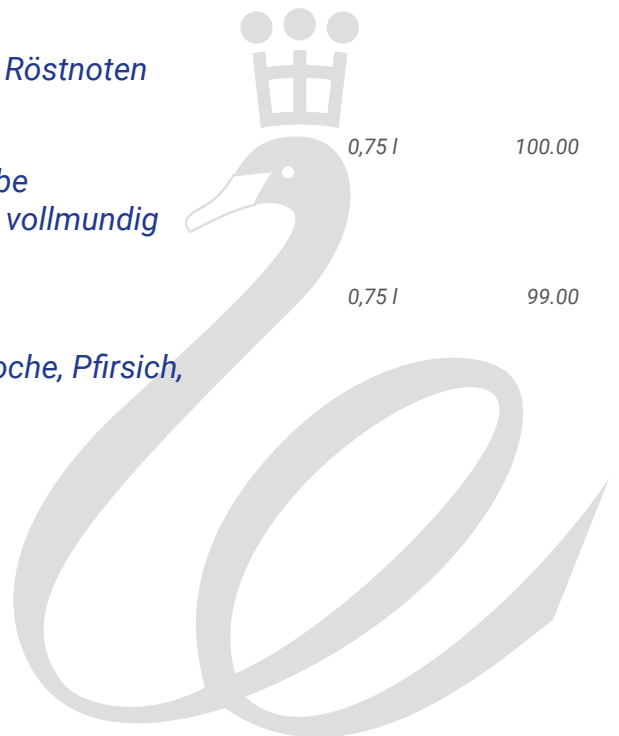 Röstnoten
0,75 l 100.00
be
vollmundig
0,75 l 99.00
oche, Pfirsich,